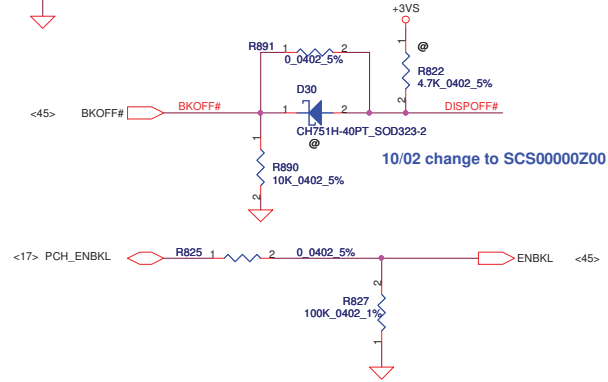 +3VS
@
R891 1 2
0_0402_5%
1
R822
4.7K_0402_5%
2
D30
<45> BKOFF# BKOFF# 1 2 DISPOFF#
CH751H-40PT_SOD323-2
@
1
R890
10K_0402_5%
2
10/02 change to SCS00000Z00
<17> PCH_ENBKL R825 1 2 0_0402_5% ENBKL <45>
2
R827
100K_0402_1%
1